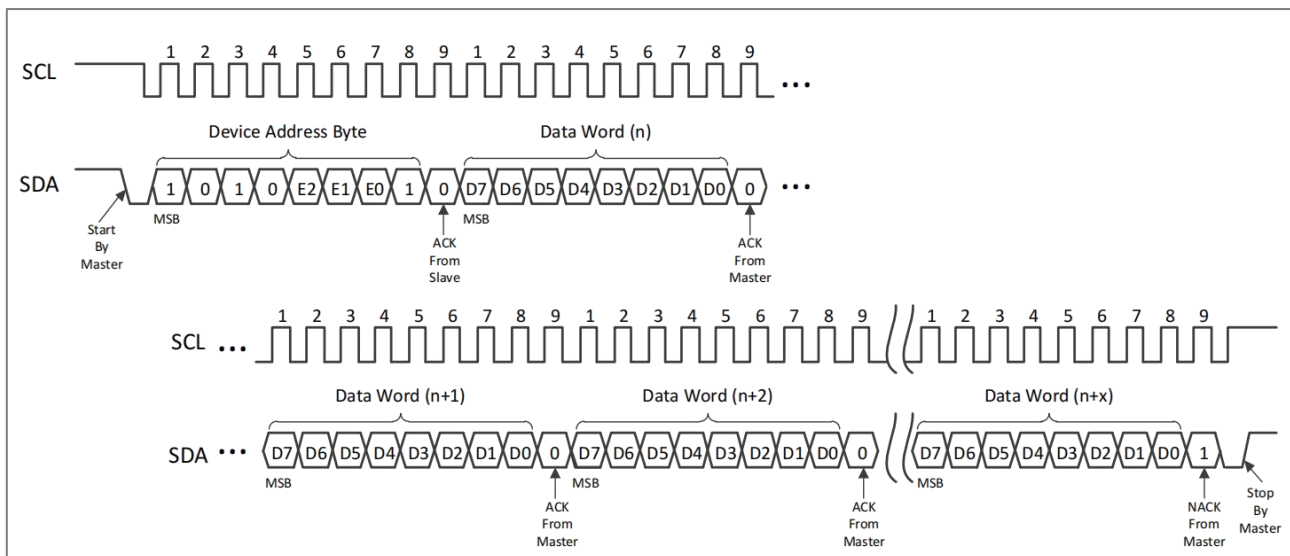 1 2 3 4 5 6 7 8 9 1 2 3 4 5 6 7 8 9
SCL ...
Device Address Byte Data Word (n)
SDA 1 0 1 0 E2 E1 E0 1 0 D7 D6 D5 D4 D3 D2 D1 D0 0 ...
MSB MSB
Start
By
Master
ACK
From
Slave
ACK
From
Master
1 2 3 4 5 6 7 8 9 1 2 3 4 5 6 7 8 9 1 2 3 4 5 6 7 8 9
SCL ...
Data Word (n+1) Data Word (n+2) Data Word (n+x)
SDA ... D7 D6 D5 D4 D3 D2 D1 D0 0 D7 D6 D5 D4 D3 D2 D1 D0 0 D7 D6 D5 D4 D3 D2 D1 D0 1
MSB MSB MSB
ACK
From
Master
ACK
From
Master
NACK
From
Master
Stop
By
Master